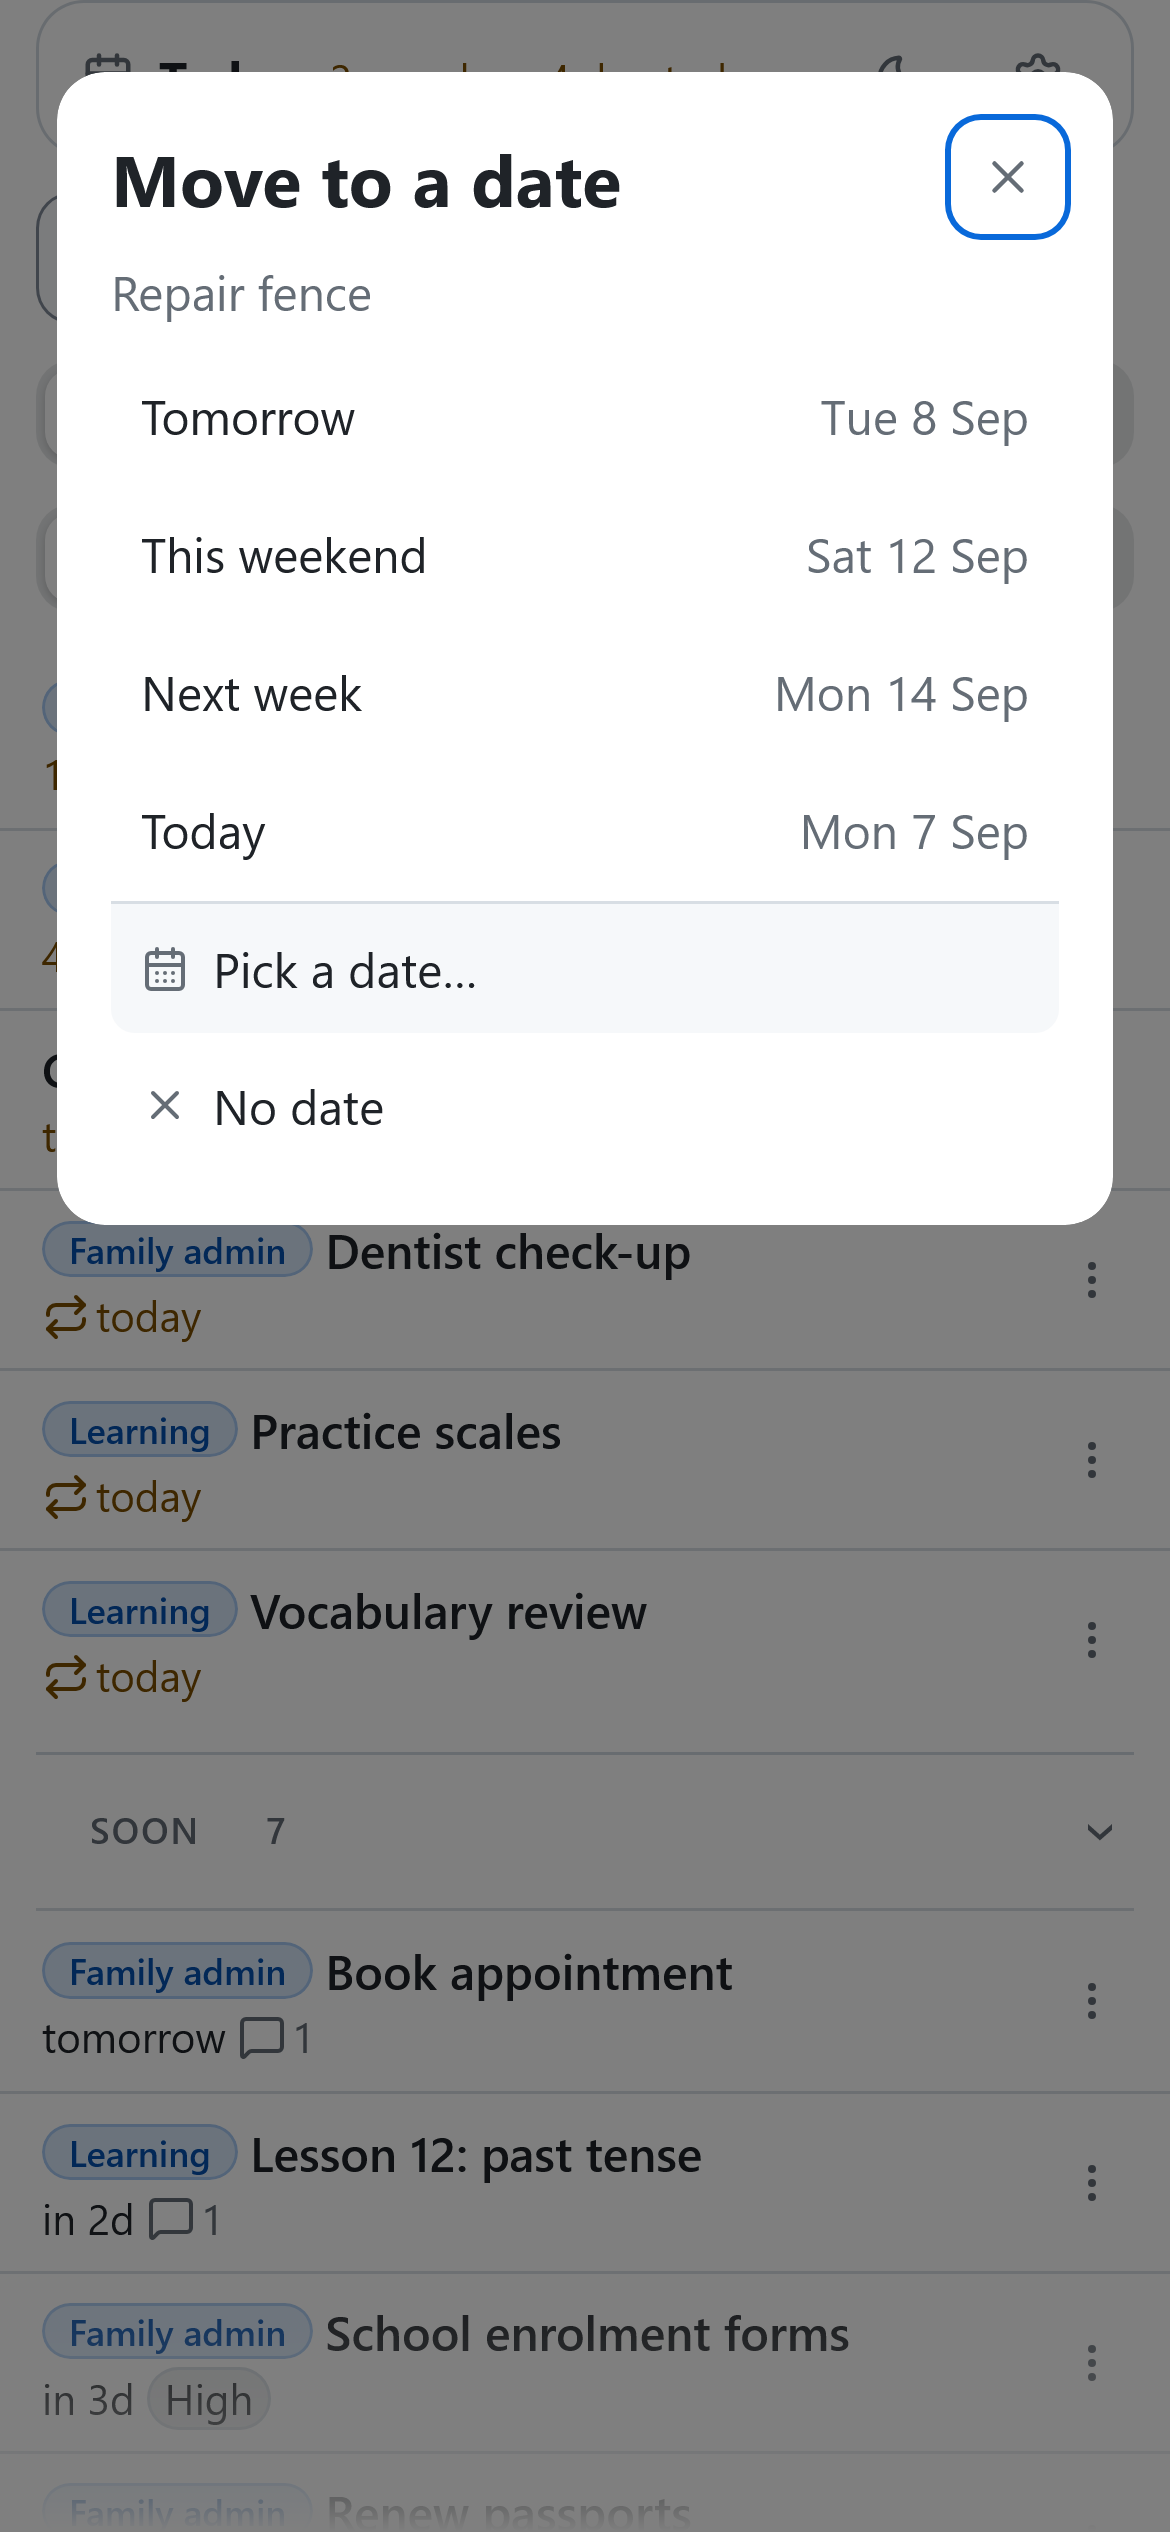 Move to a date
Repair fence
Tomorrow Tue 8 Sep
This weekend Sat 12 Sep
Next week Mon 14 Sep
Today Mon 7 Sep
Pick a date...
No date
Family admin Dentist check-up
today
Learning Practice scales
today
Learning Vocabulary review
today
SOON 7
Family admin Book appointment
tomorrow 1
Learning Lesson 12: past tense
in 2d 1
Family admin School enrolment forms
in 3d High
Family admin Renew passports